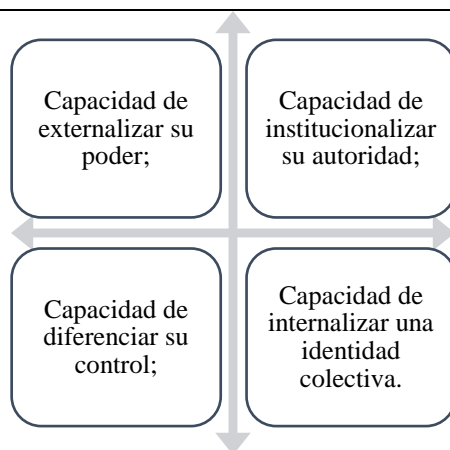 Capacidad de
externalizar su
poder;
Capacidad de
institucionalizar
su autoridad;
Capacidad de
diferenciar su
control;
Capacidad de
internalizar una
identidad
colectiva.